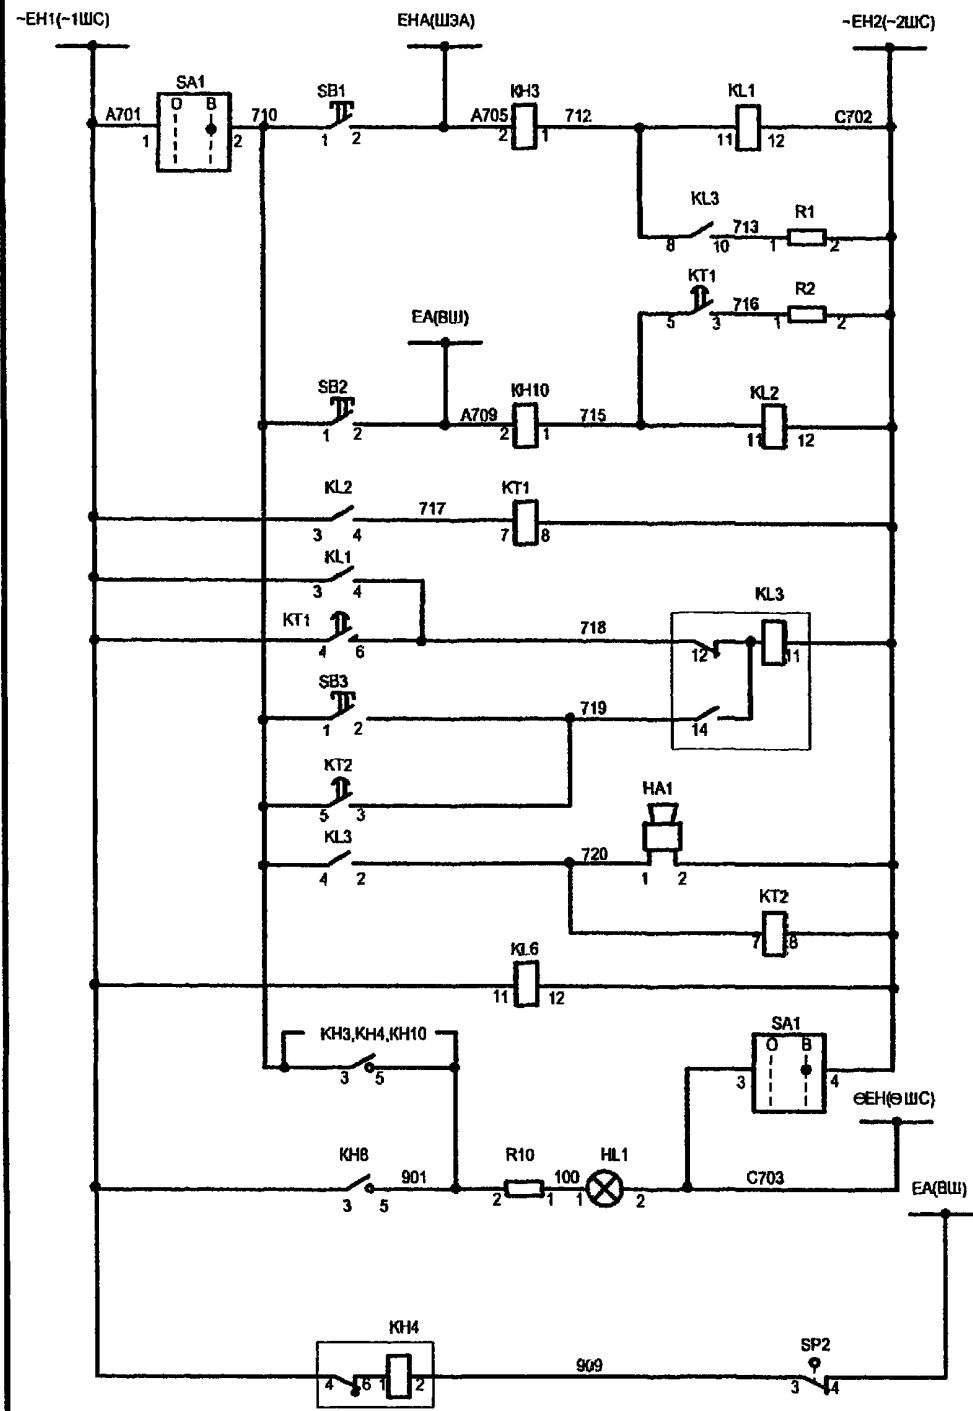 ~ЕН1(~1ШС) ЕНА(ШЗА) ~ЕН2(~2ШС)
SA1
О В
А701 1 2 710
SB1
1 2
А705
КН3
2 1
712
KL1
11 12
С702
KL3
8 10
713
R1
1 2
КТ1
5 3
716
R2
1 2
ЕА(ВШ)
SB2
1 2
А709
КН10
2 1
715
KL2
11 12
KL2
3 4
717
КТ1
7 8
KL1
3 4
КТ1
4 6
718
KL3
12 11
SB3
1 2
719
14
КТ2
5 3
HA1
KL3
4 2
720
1 2
КТ2
7 8
KL6
11 12
КН3,КН4,КН10
3 5
SA1
О В
3 4
ӨЕН(ӨШС)
КН8
3 5
901
R10
2 1
100
HL1
1 2
С703
ЕА(ВШ)
КН4
4 6 1 2
909
SP2
3 4